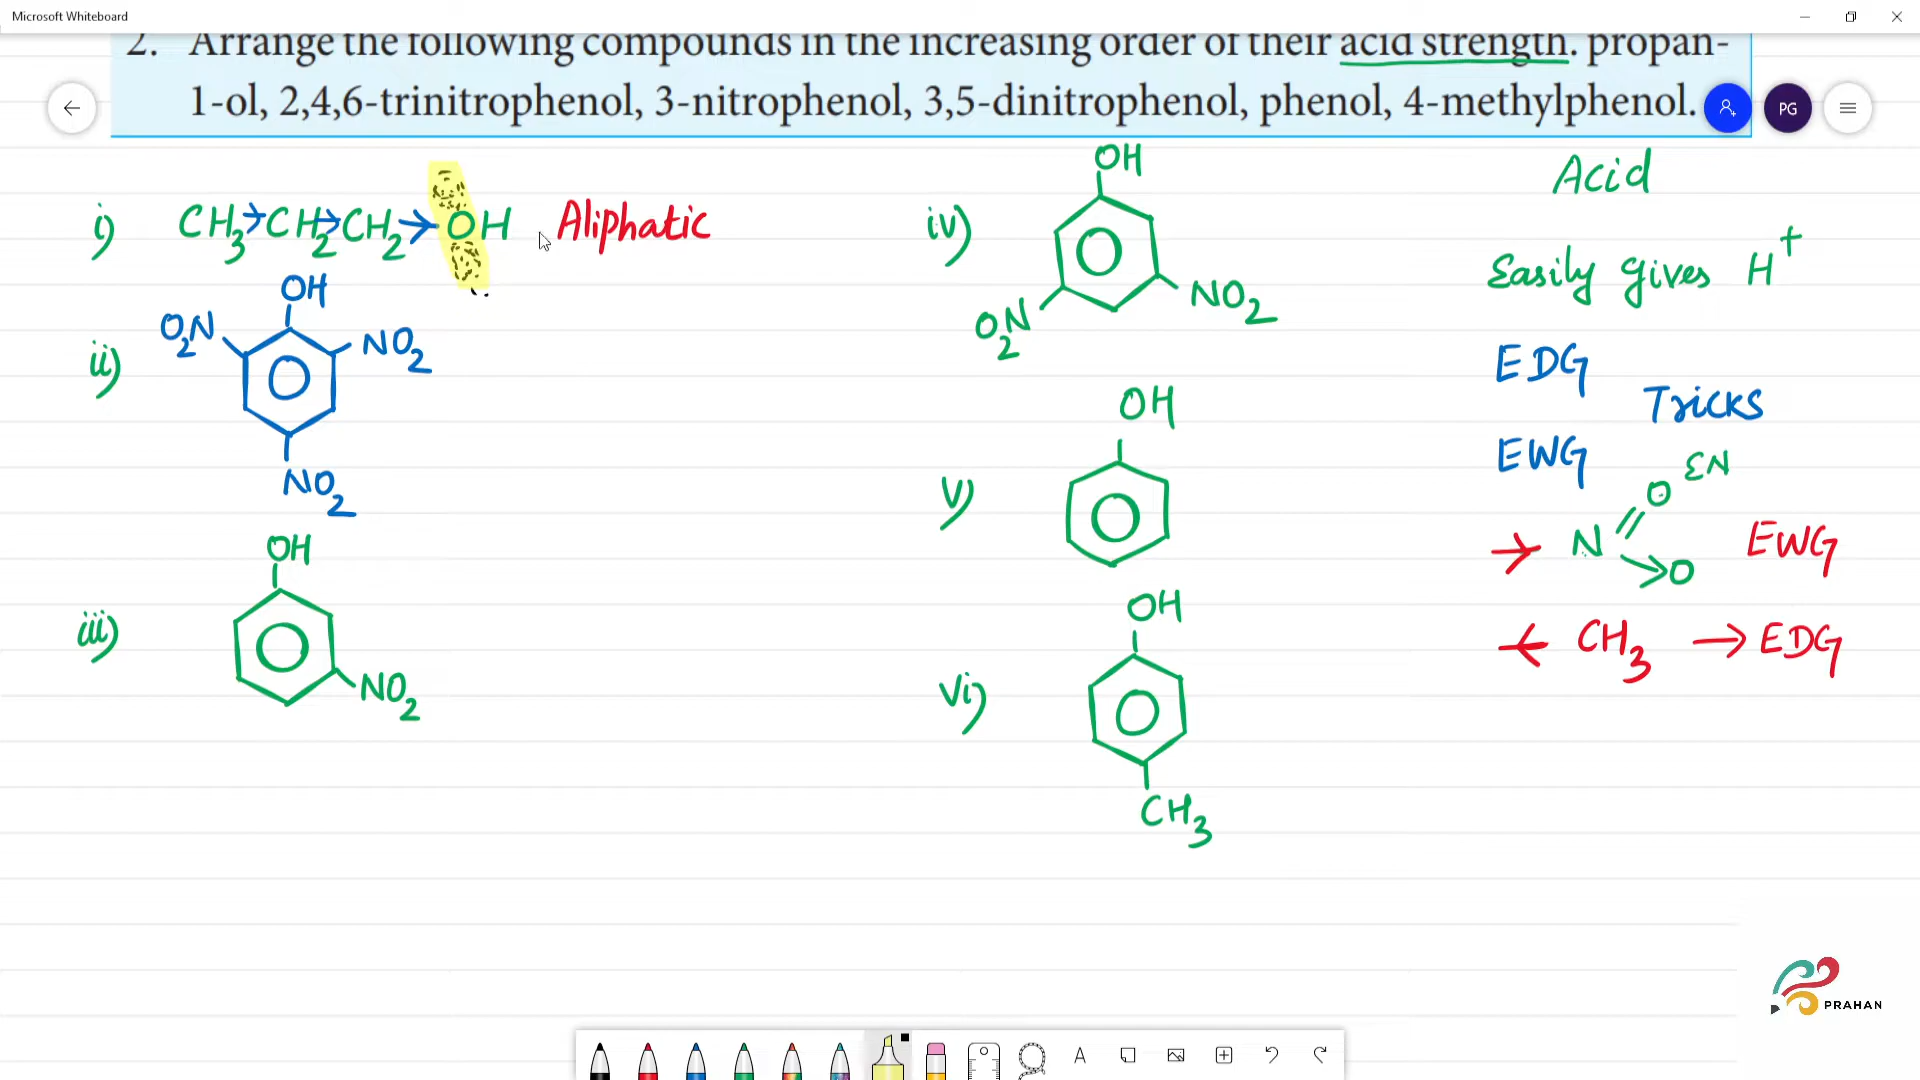 Microsoft Whiteboard
2. Arrange the following compounds in the increasing order of their acid strength. propan-
1-ol, 2,4,6-trinitrophenol, 3-nitrophenol, 3,5-dinitrophenol, phenol, 4-methylphenol.
PG
i) CH3→CH2→CH2→OH Aliphatic
ii)
OH
O2N
NO2
NO2
iii)
OH
NO2
iv)
OH
O2N
NO2
v)
OH
vi)
OH
CH3
Acid
Easily gives H+
EDG
Tricks
EWG
EN
→ N
O
→O
EWG
← CH3 → EDG
A
PRAHAN